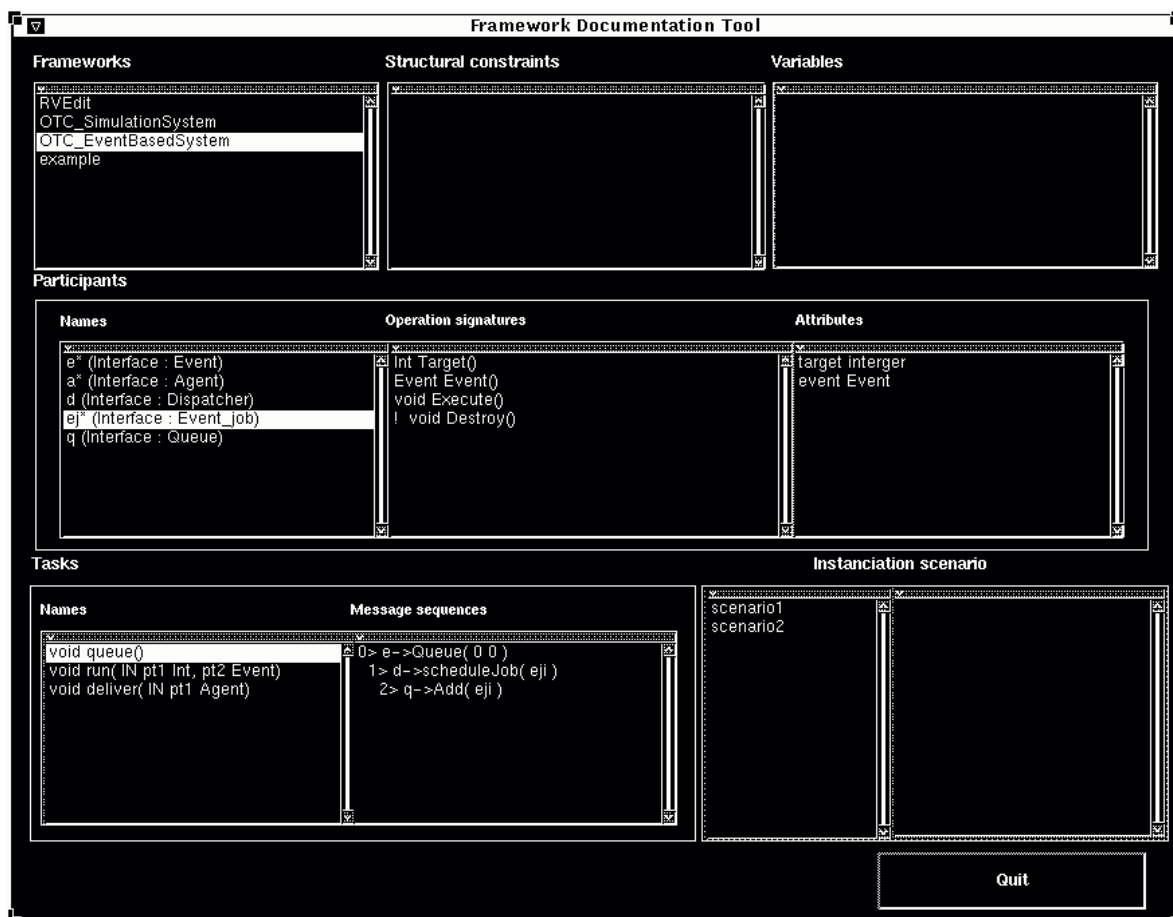 Framework Documentation Tool
Frameworks
Structural constraints
Variables
RVEdit
OTC_SimulationSystem
OTC_EventBasedSystem
example
Participants
Names
Operation signatures
Attributes
e* (Interface : Event)
a* (Interface : Agent)
d (Interface : Dispatcher)
ej* (Interface : Event_job)
q (Interface : Queue)
Int Target()
Event Event()
void Execute()
! void Destroy()
target interger
event Event
Tasks
Names
Message sequences
void queue()
void run( IN pt1 Int, pt2 Event)
void deliver( IN pt1 Agent)
0> e->Queue( 0 0 )
1> d->scheduleJob( eji )
2> q->Add( eji )
Instanciation scenario
scenario1
scenario2
Quit